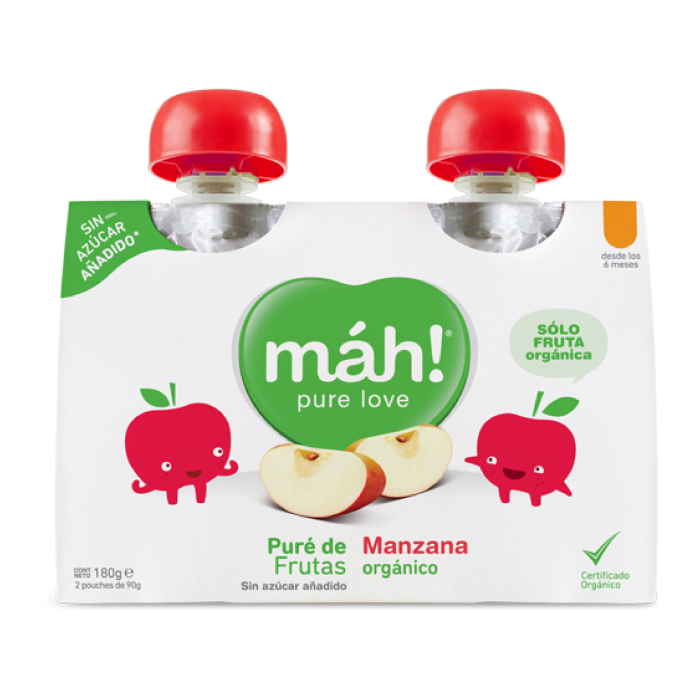 SIN
AZÚCAR
AÑADIDO*
desde los
6 meses
máh!®
pure love
SÓLO
FRUTA
orgánica
Puré de
Frutas
Sin azúcar añadido
Manzana
orgánico
CONT.
NETO 180g e
2 pouches de 90g
Certificado
Orgánico